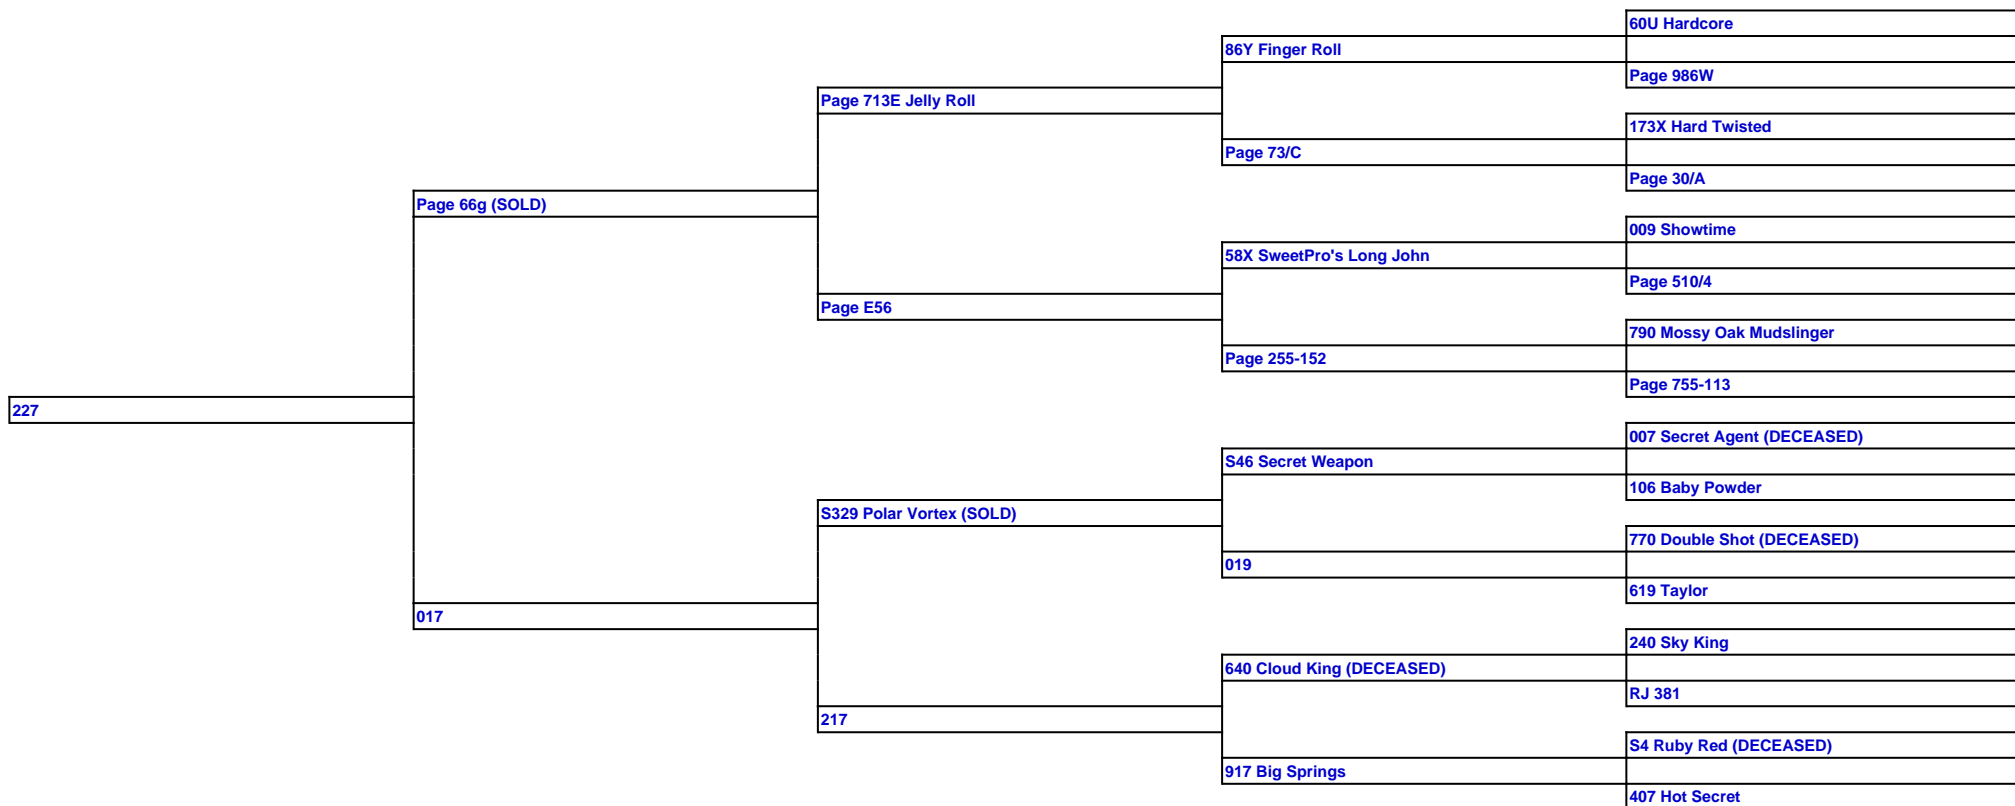 60U Hardcore
86Y Finger Roll
Page 986W
Page 713E Jelly Roll
173X Hard Twisted
Page 73/C
Page 30/A
Page 66g (SOLD)
009 Showtime
58X SweetPro's Long John
Page 510/4
Page E56
790 Mossy Oak Mudslinger
Page 255-152
Page 755-113
227
007 Secret Agent (DECEASED)
S46 Secret Weapon
106 Baby Powder
S329 Polar Vortex (SOLD)
770 Double Shot (DECEASED)
019
619 Taylor
017
240 Sky King
640 Cloud King (DECEASED)
RJ 381
217
S4 Ruby Red (DECEASED)
917 Big Springs
407 Hot Secret